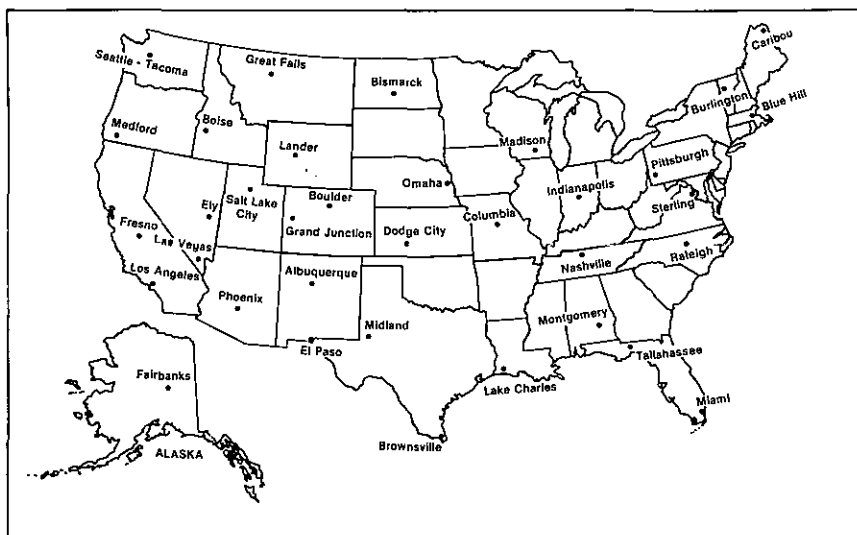 Caribou
Seattle - Tacoma
Great Falls
Bismarck
Burlington
Blue Hill
Medford
Boise
Lander
Madison
Pittsburgh
Omaha
Indianapolis
Ely
Salt Lake
City
Boulder
Columbia
Sterling
Fresno
Las Vegas
Grand Junction
Dodge City
Nashville
Raleigh
Los Angeles
Albuquerque
Phoenix
Midland
Montgomery
El Paso
Tallahassee
Fairbanks
Lake Charles
Miami
Brownsville
ALASKA